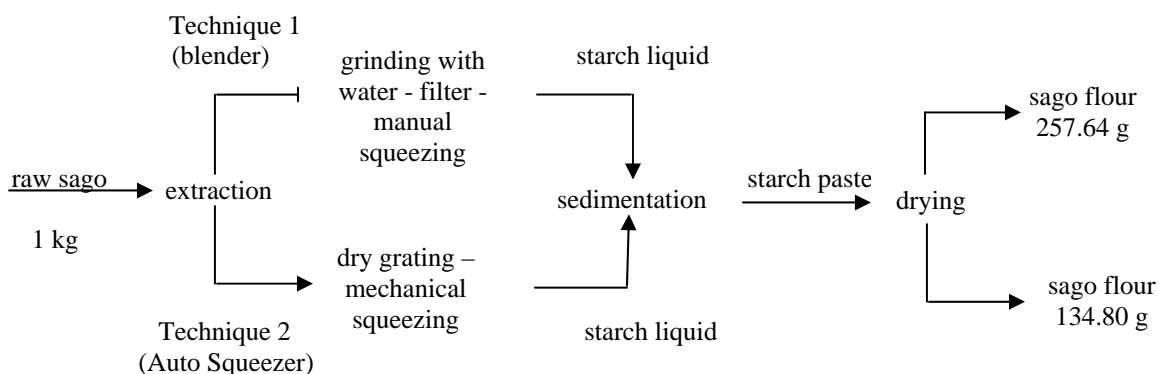 Technique 1
(blender)
grinding with
water - filter -
manual
squeezing
starch liquid
raw sago
1 kg
extraction
dry grating –
mechanical
squeezing
Technique 2
(Auto Squeezer)
starch liquid
sedimentation
starch paste
drying
sago flour
257.64 g
sago flour
134.80 g